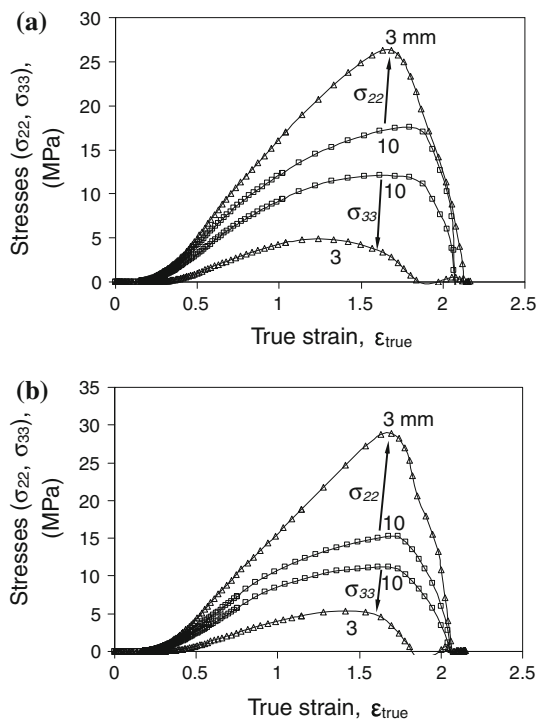 (a)
30
25
20
15
10
5
0
Stresses (σ22, σ33),
(MPa)
3 mm
σ22
10
10
σ33
3
0 0.5 1 1.5 2 2.5
True strain, εtrue
(b)
35
30
25
20
15
10
5
0
Stresses (σ22, σ33),
(MPa)
3 mm
σ22
10
10
σ33
3
0 0.5 1 1.5 2 2.5
True strain, εtrue